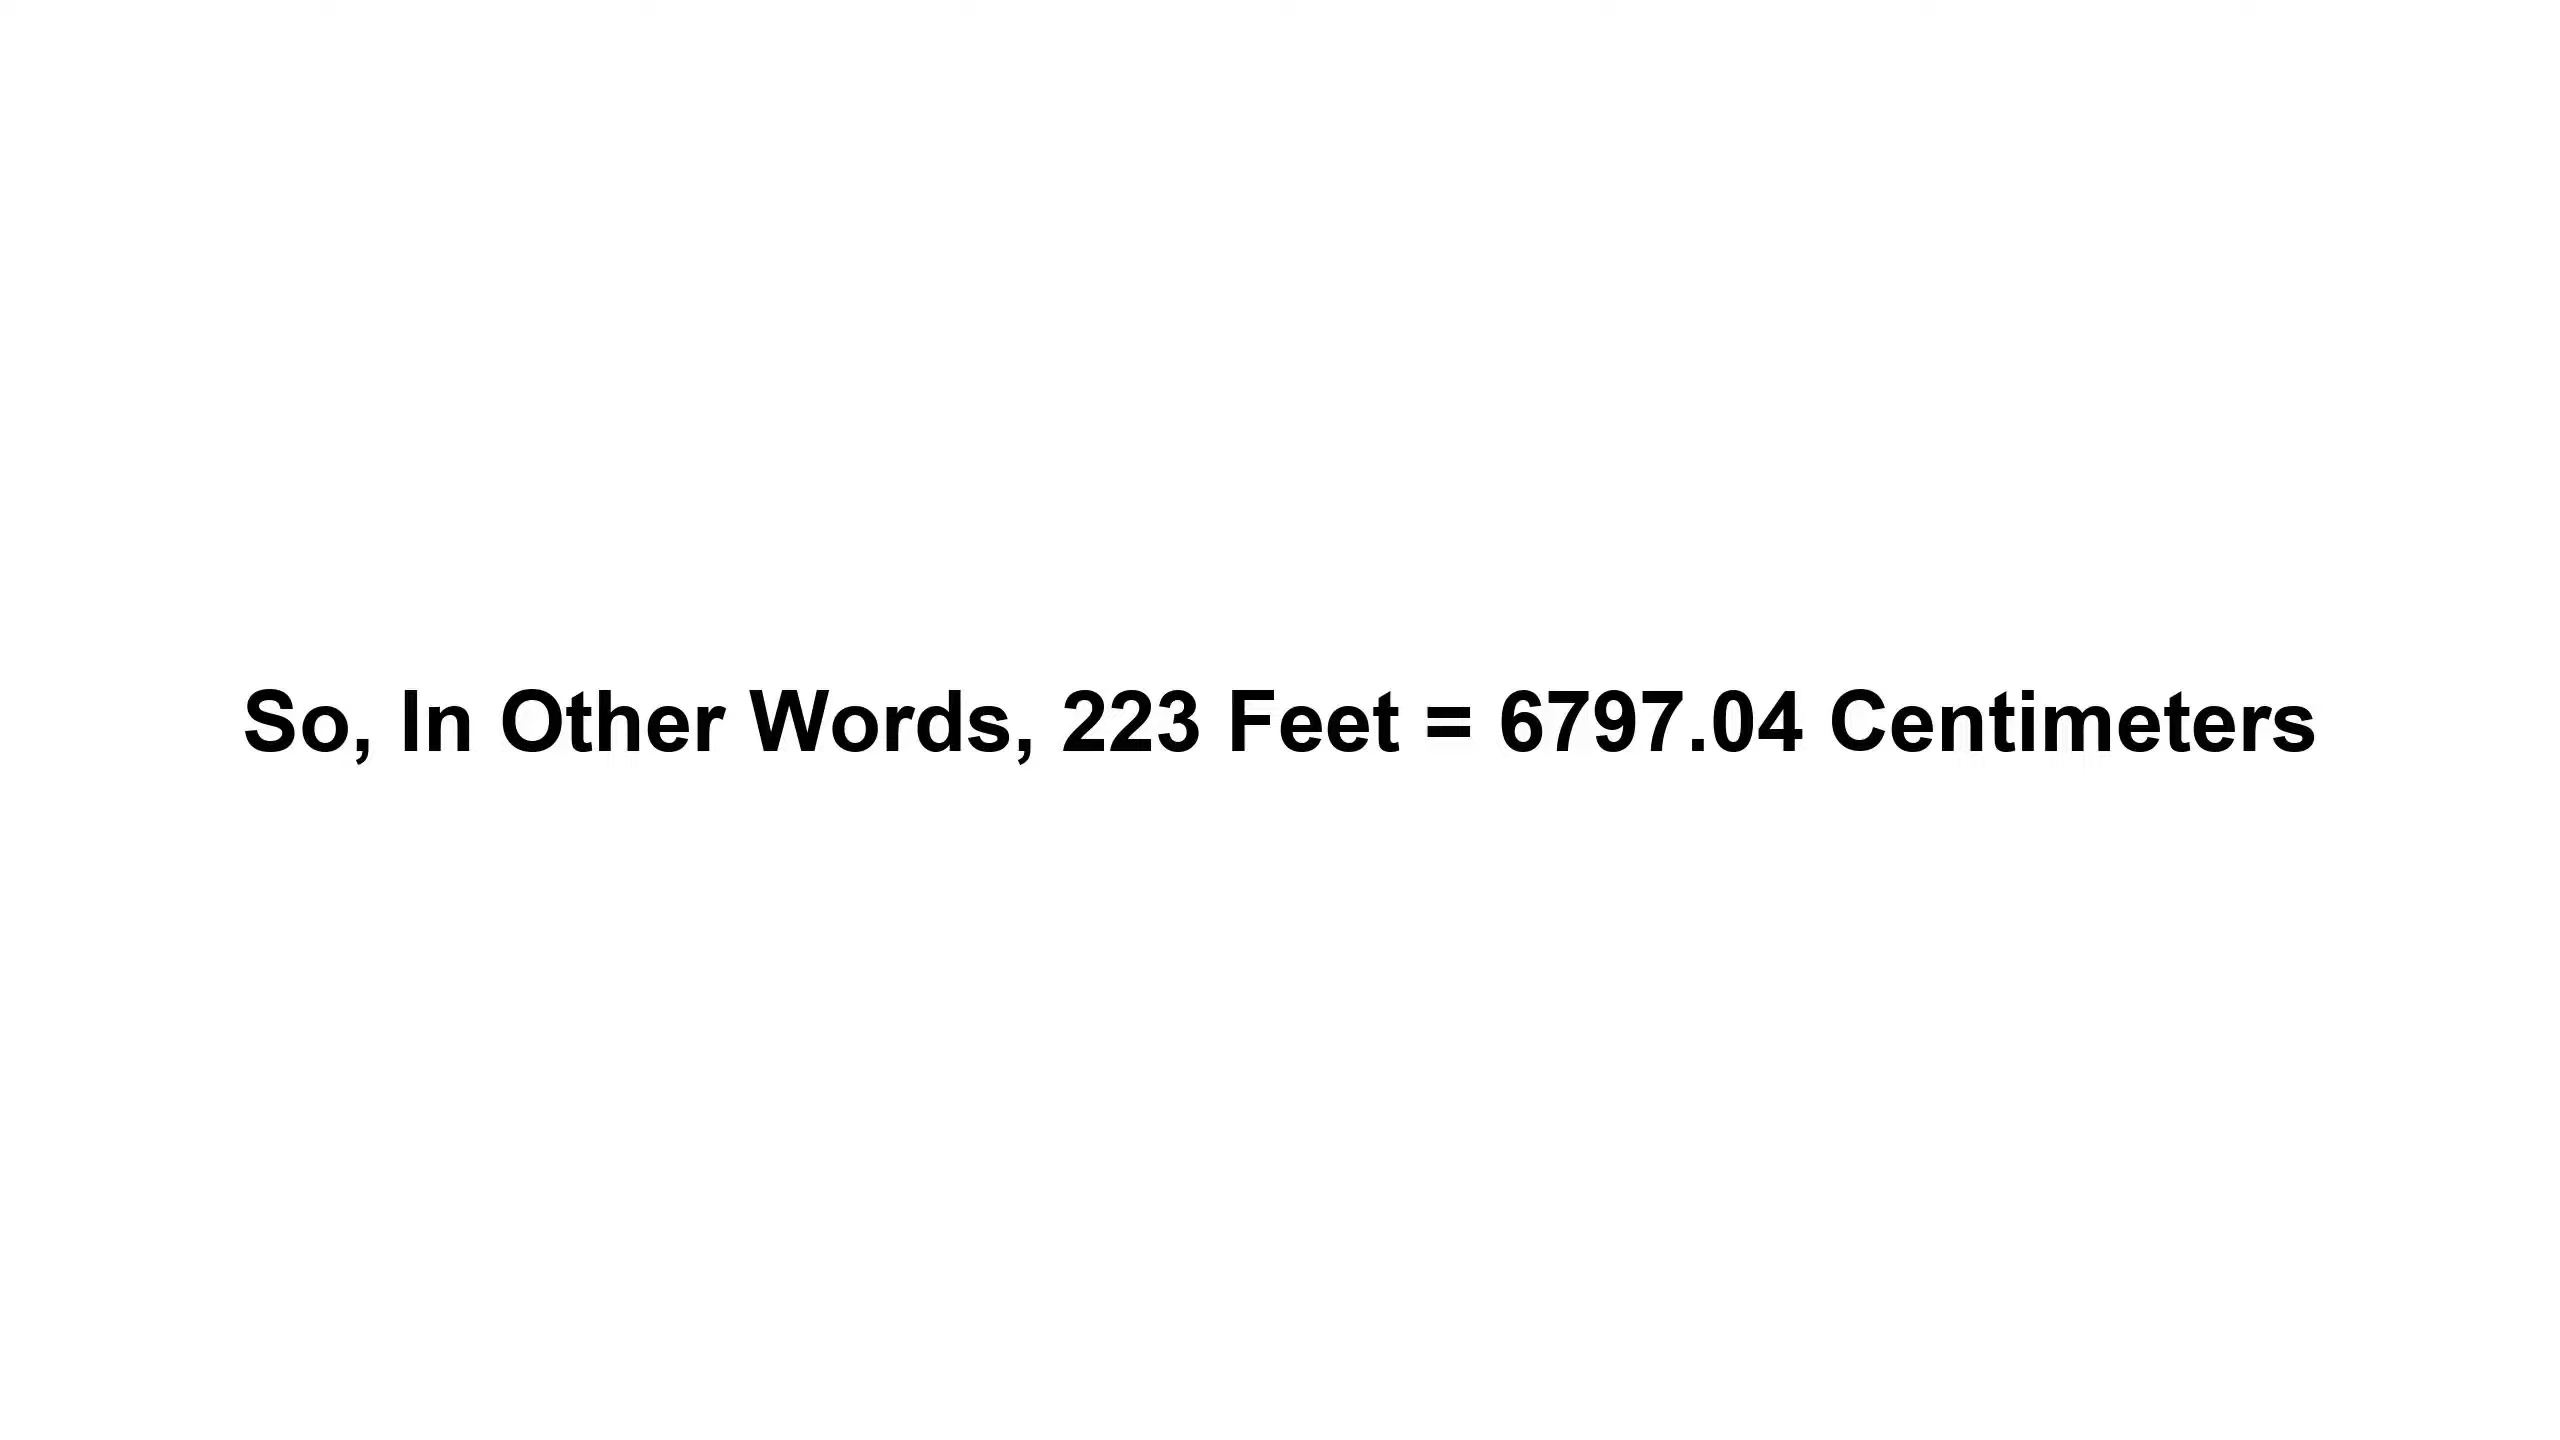 So, In Other Words, 223 Feet = 6797.04 Centimeters